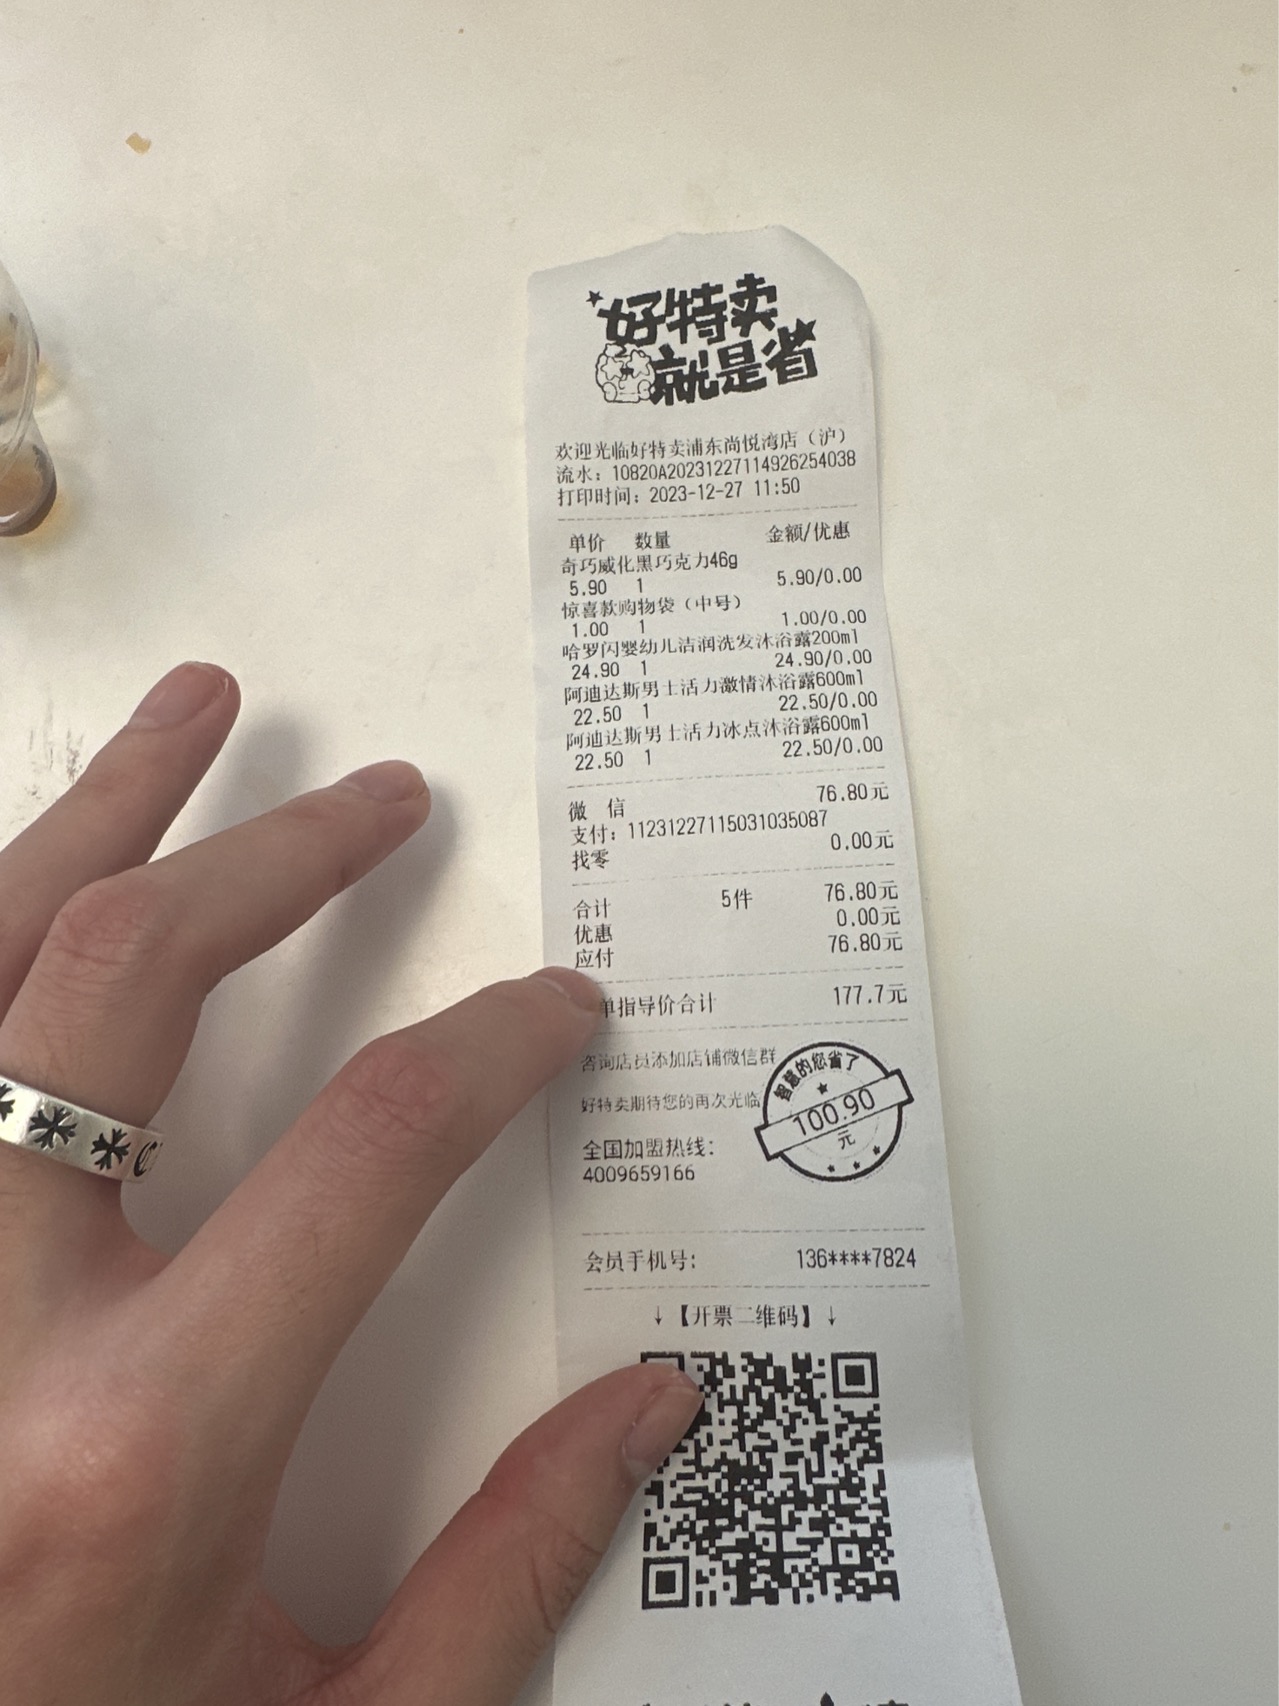 好特卖
就是省
欢迎光临好特卖浦东尚悦湾店（沪）
流水：10820A20231227114926254038
打印时间：2023-12-27 11:50
单价 数量 金额/优惠
奇巧威化黑巧克力46g
5.90 1 5.90/0.00
惊喜款购物袋（中号）
1.00 1 1.00/0.00
哈罗闪婴幼儿洁润洗发沐浴露200ml
24.90 1 24.90/0.00
阿迪达斯男士活力激情沐浴露600ml
22.50 1 22.50/0.00
阿迪达斯男士活力冰点沐浴露600ml
22.50 1 22.50/0.00
微 信 76.80元
支付：11231227115031035087
找零 0.00元
合计 5件 76.80元
优惠 0.00元
应付 76.80元
单指导价合计 177.7元
咨询店员添加店铺微信群
好特卖期待您的再次光临
智慧的您省了
100.90
元
全国加盟热线：
4009659166
会员手机号： 136****7824
↓【开票二维码】↓